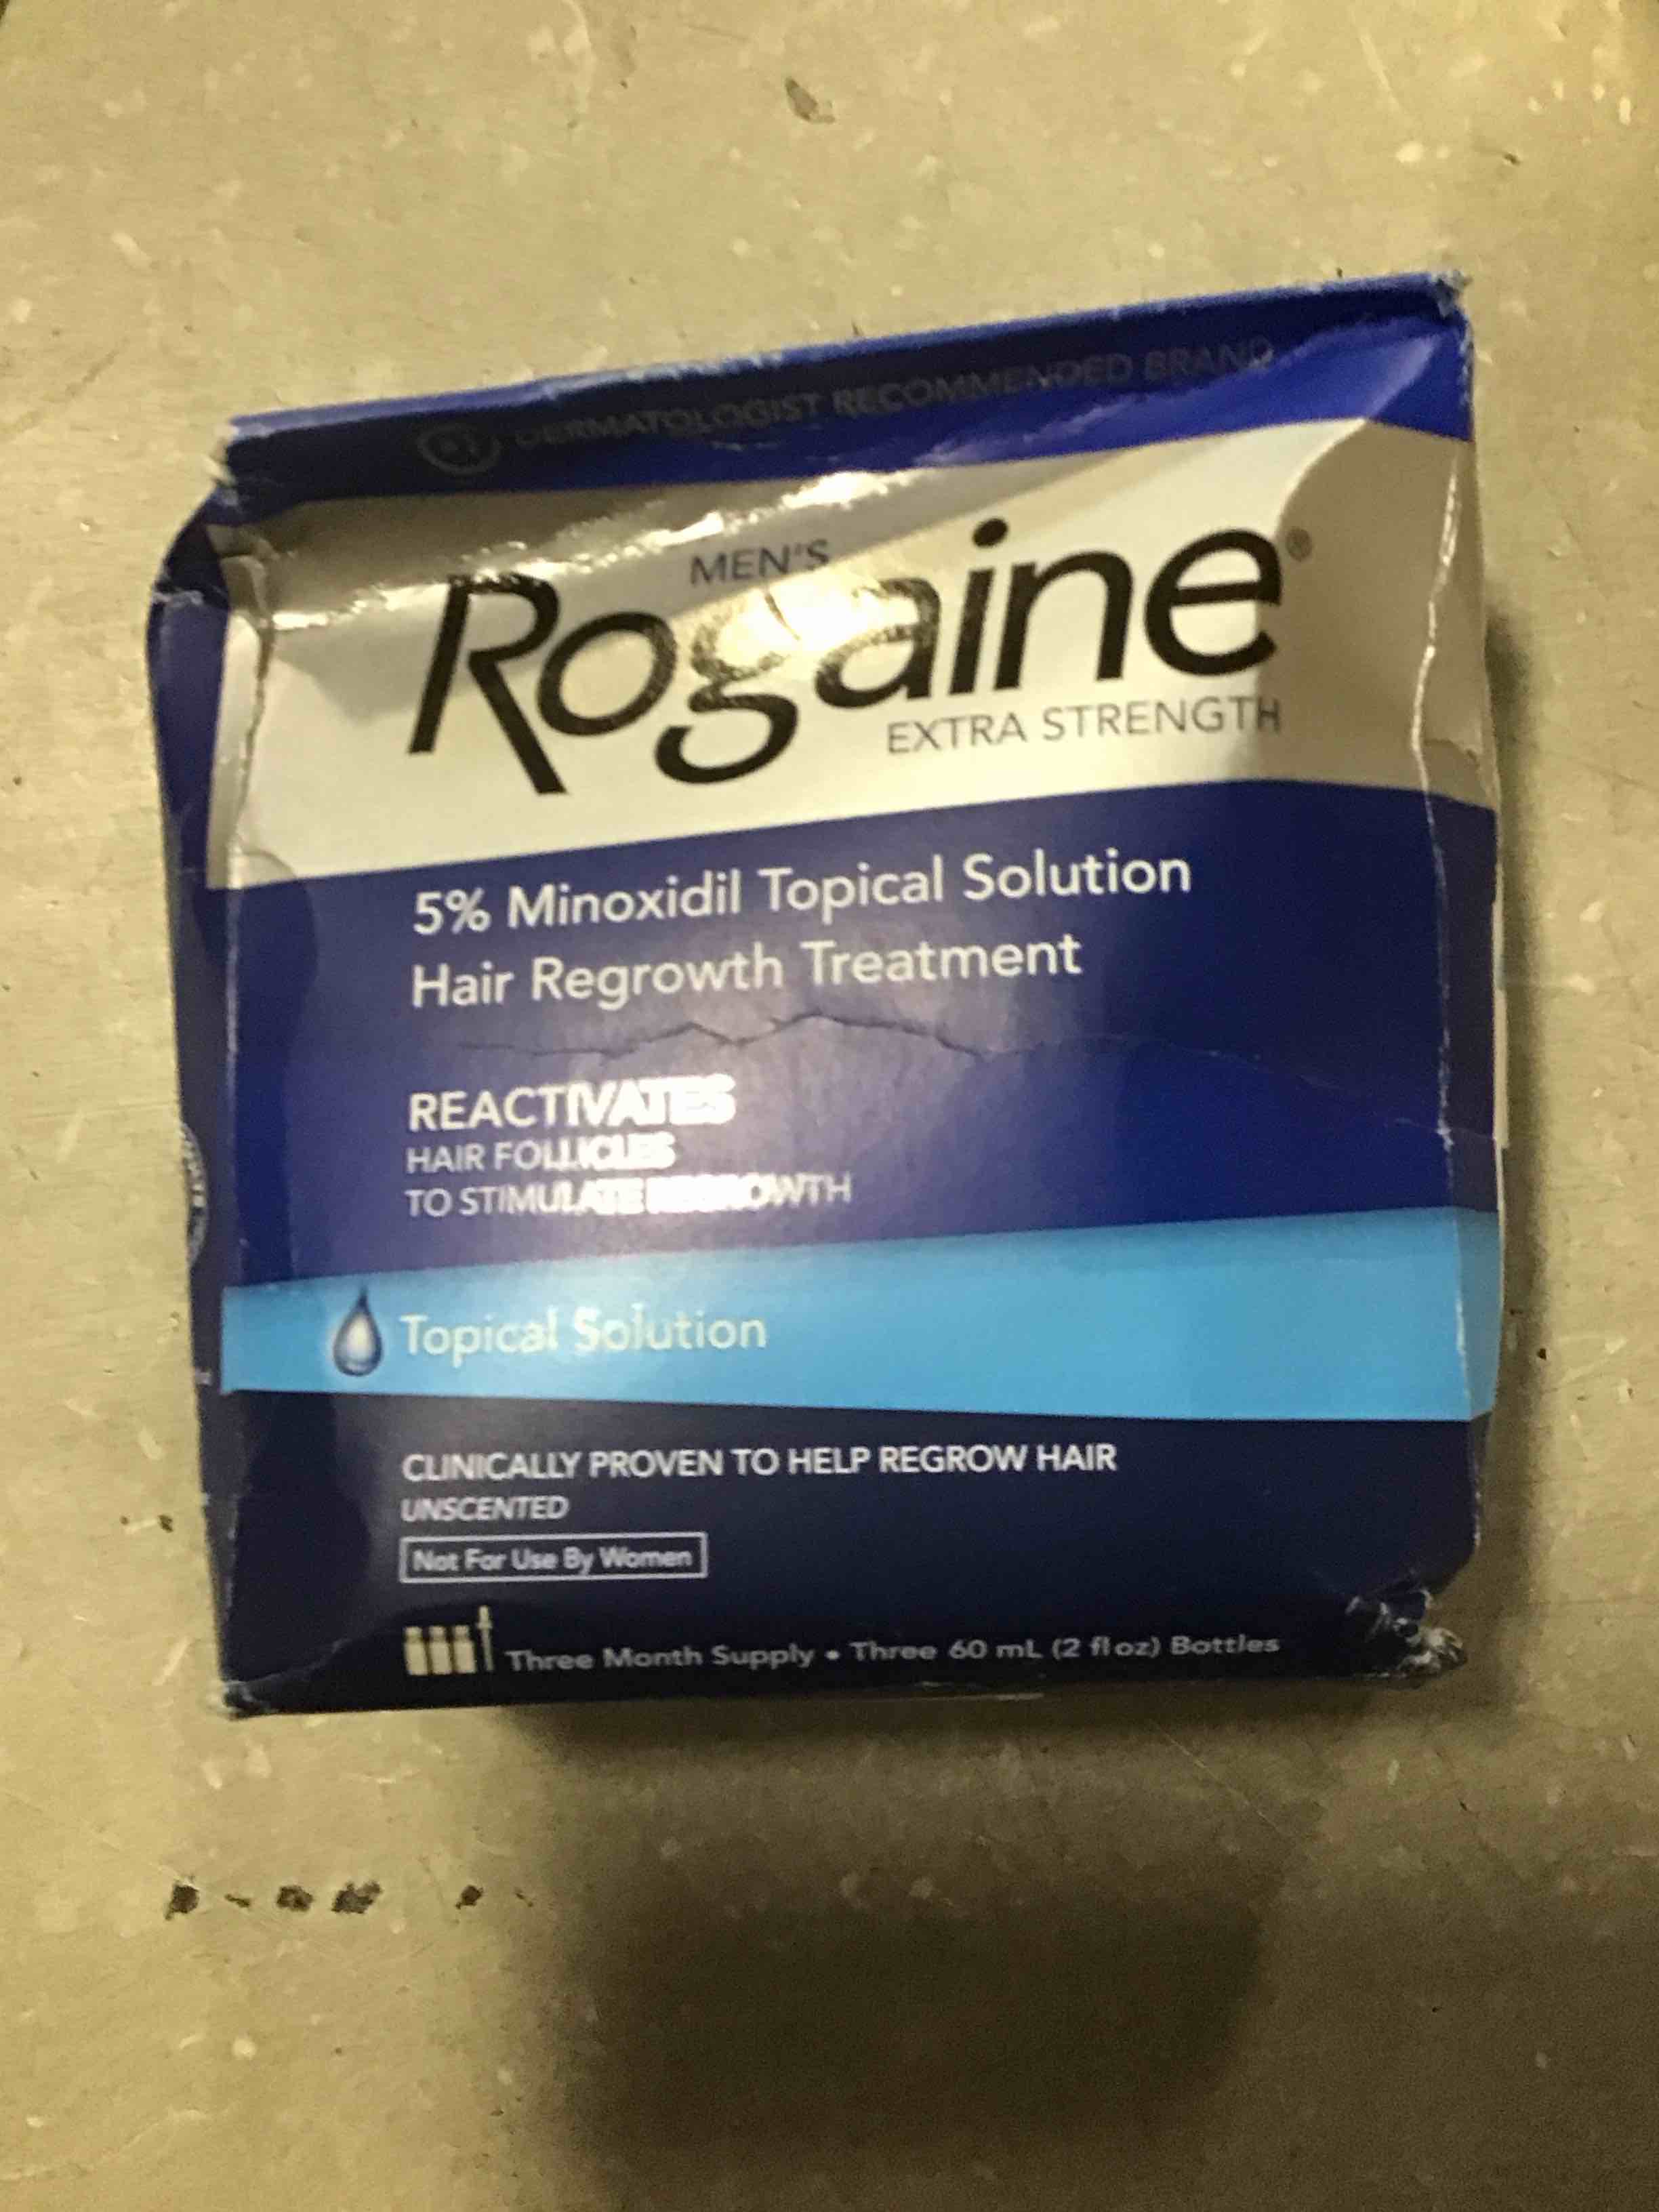 #1 DERMATOLOGIST RECOMMENDED BRAND
MEN'S
Rogaine®
EXTRA STRENGTH
5% Minoxidil Topical Solution
Hair Regrowth Treatment
REACTIVATES
HAIR FOLLICLES
TO STIMULATE REGROWTH
Topical Solution
CLINICALLY PROVEN TO HELP REGROW HAIR
UNSCENTED
Not For Use By Women
Three Month Supply • Three 60 mL (2 fl oz) Bottles